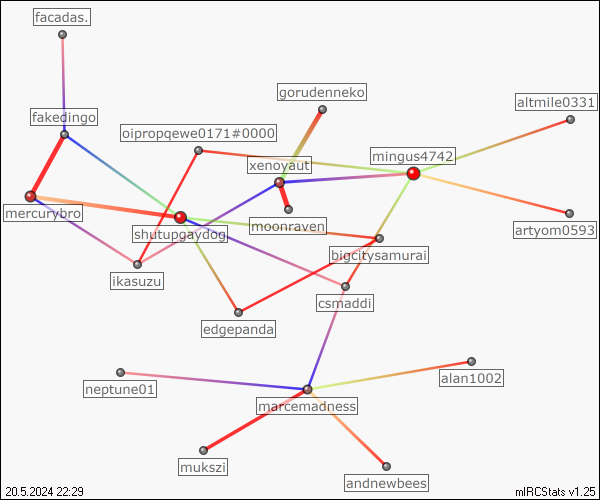 facadas.
gorudenneko
altmile0331
fakedingo
oipropqewe0171#0000
mingus4742
xenoyaut
mercurybro
shutupgaydog
moonraven
artyom0593
bigcitysamurai
ikasuzu
csmaddi
edgepanda
neptune01
alan1002
marcemadness
mukszi
andnewbees
20.5.2024 22:29
mIRCStats v1.25